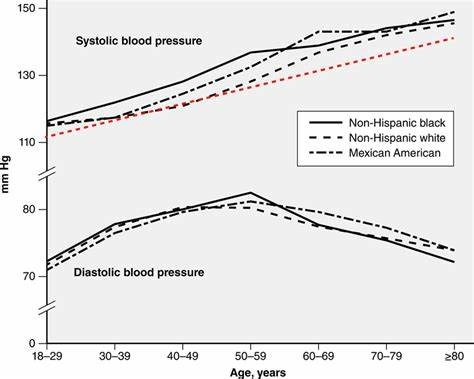 150
Systolic blood pressure
130
110
mm Hg
Non-Hispanic black
Non-Hispanic white
Mexican American
80
70
Diastolic blood pressure
0
18–29 30–39 40–49 50–59 60–69 70–79 ≥80
Age, years